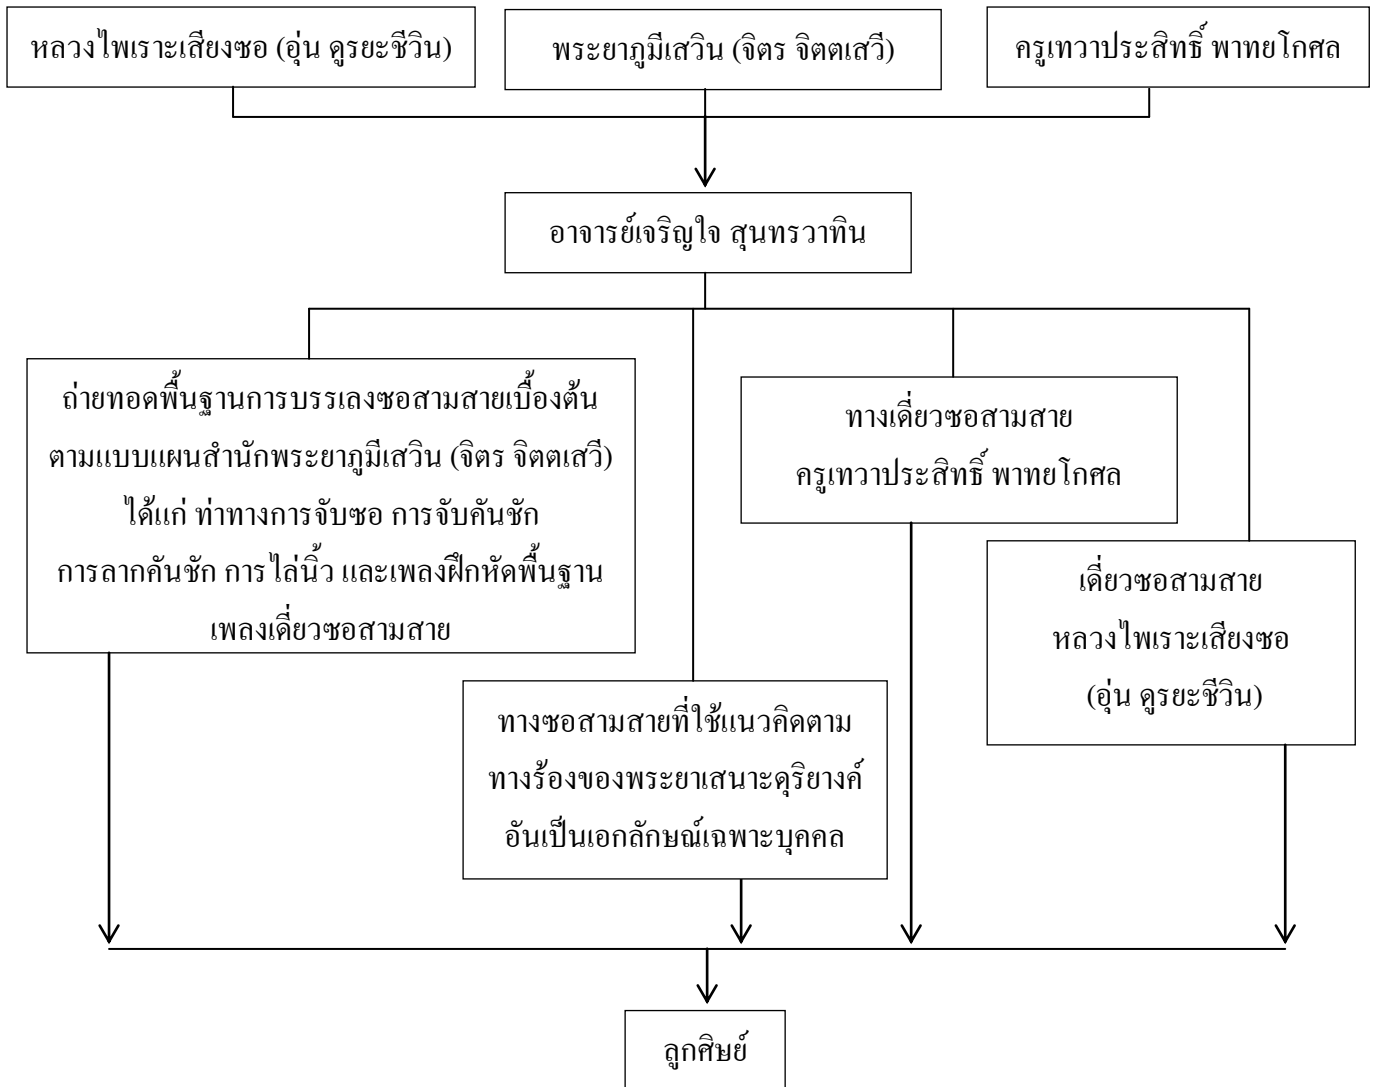 หลวงไพเราะเสียงซอ (อุ่น ดูรยะชีวิน)
พระยาภูมีเสวิน (จิตร จิตตเสวี)
ครูเทวาประสิทธิ์ พาทยโกศล
อาจารย์เจริญใจ สุนทรวาทิน
ถ่ายทอดพื้นฐานการบรรเลงซอสามสายเบื้องต้น
ตามแบบแผนสำนักพระยาภูมีเสวิน (จิตร จิตตเสวี)
ได้แก่ ท่าทางการจับซอ การจับคันชัก
การลากคันชัก การไล่นิ้ว และเพลงฝึกหัดพื้นฐาน
เพลงเดี่ยวซอสามสาย
ทางเดี่ยวซอสามสาย
ครูเทวาประสิทธิ์ พาทยโกศล
เดี่ยวซอสามสาย
หลวงไพเราะเสียงซอ
(อุ่น ดูรยะชีวิน)
ทางซอสามสายที่ใช้แนวคิดตาม
ทางร้องของพระยาเสนาะดุริยางค์
อันเป็นเอกลักษณ์เฉพาะบุคคล
ลูกศิษย์